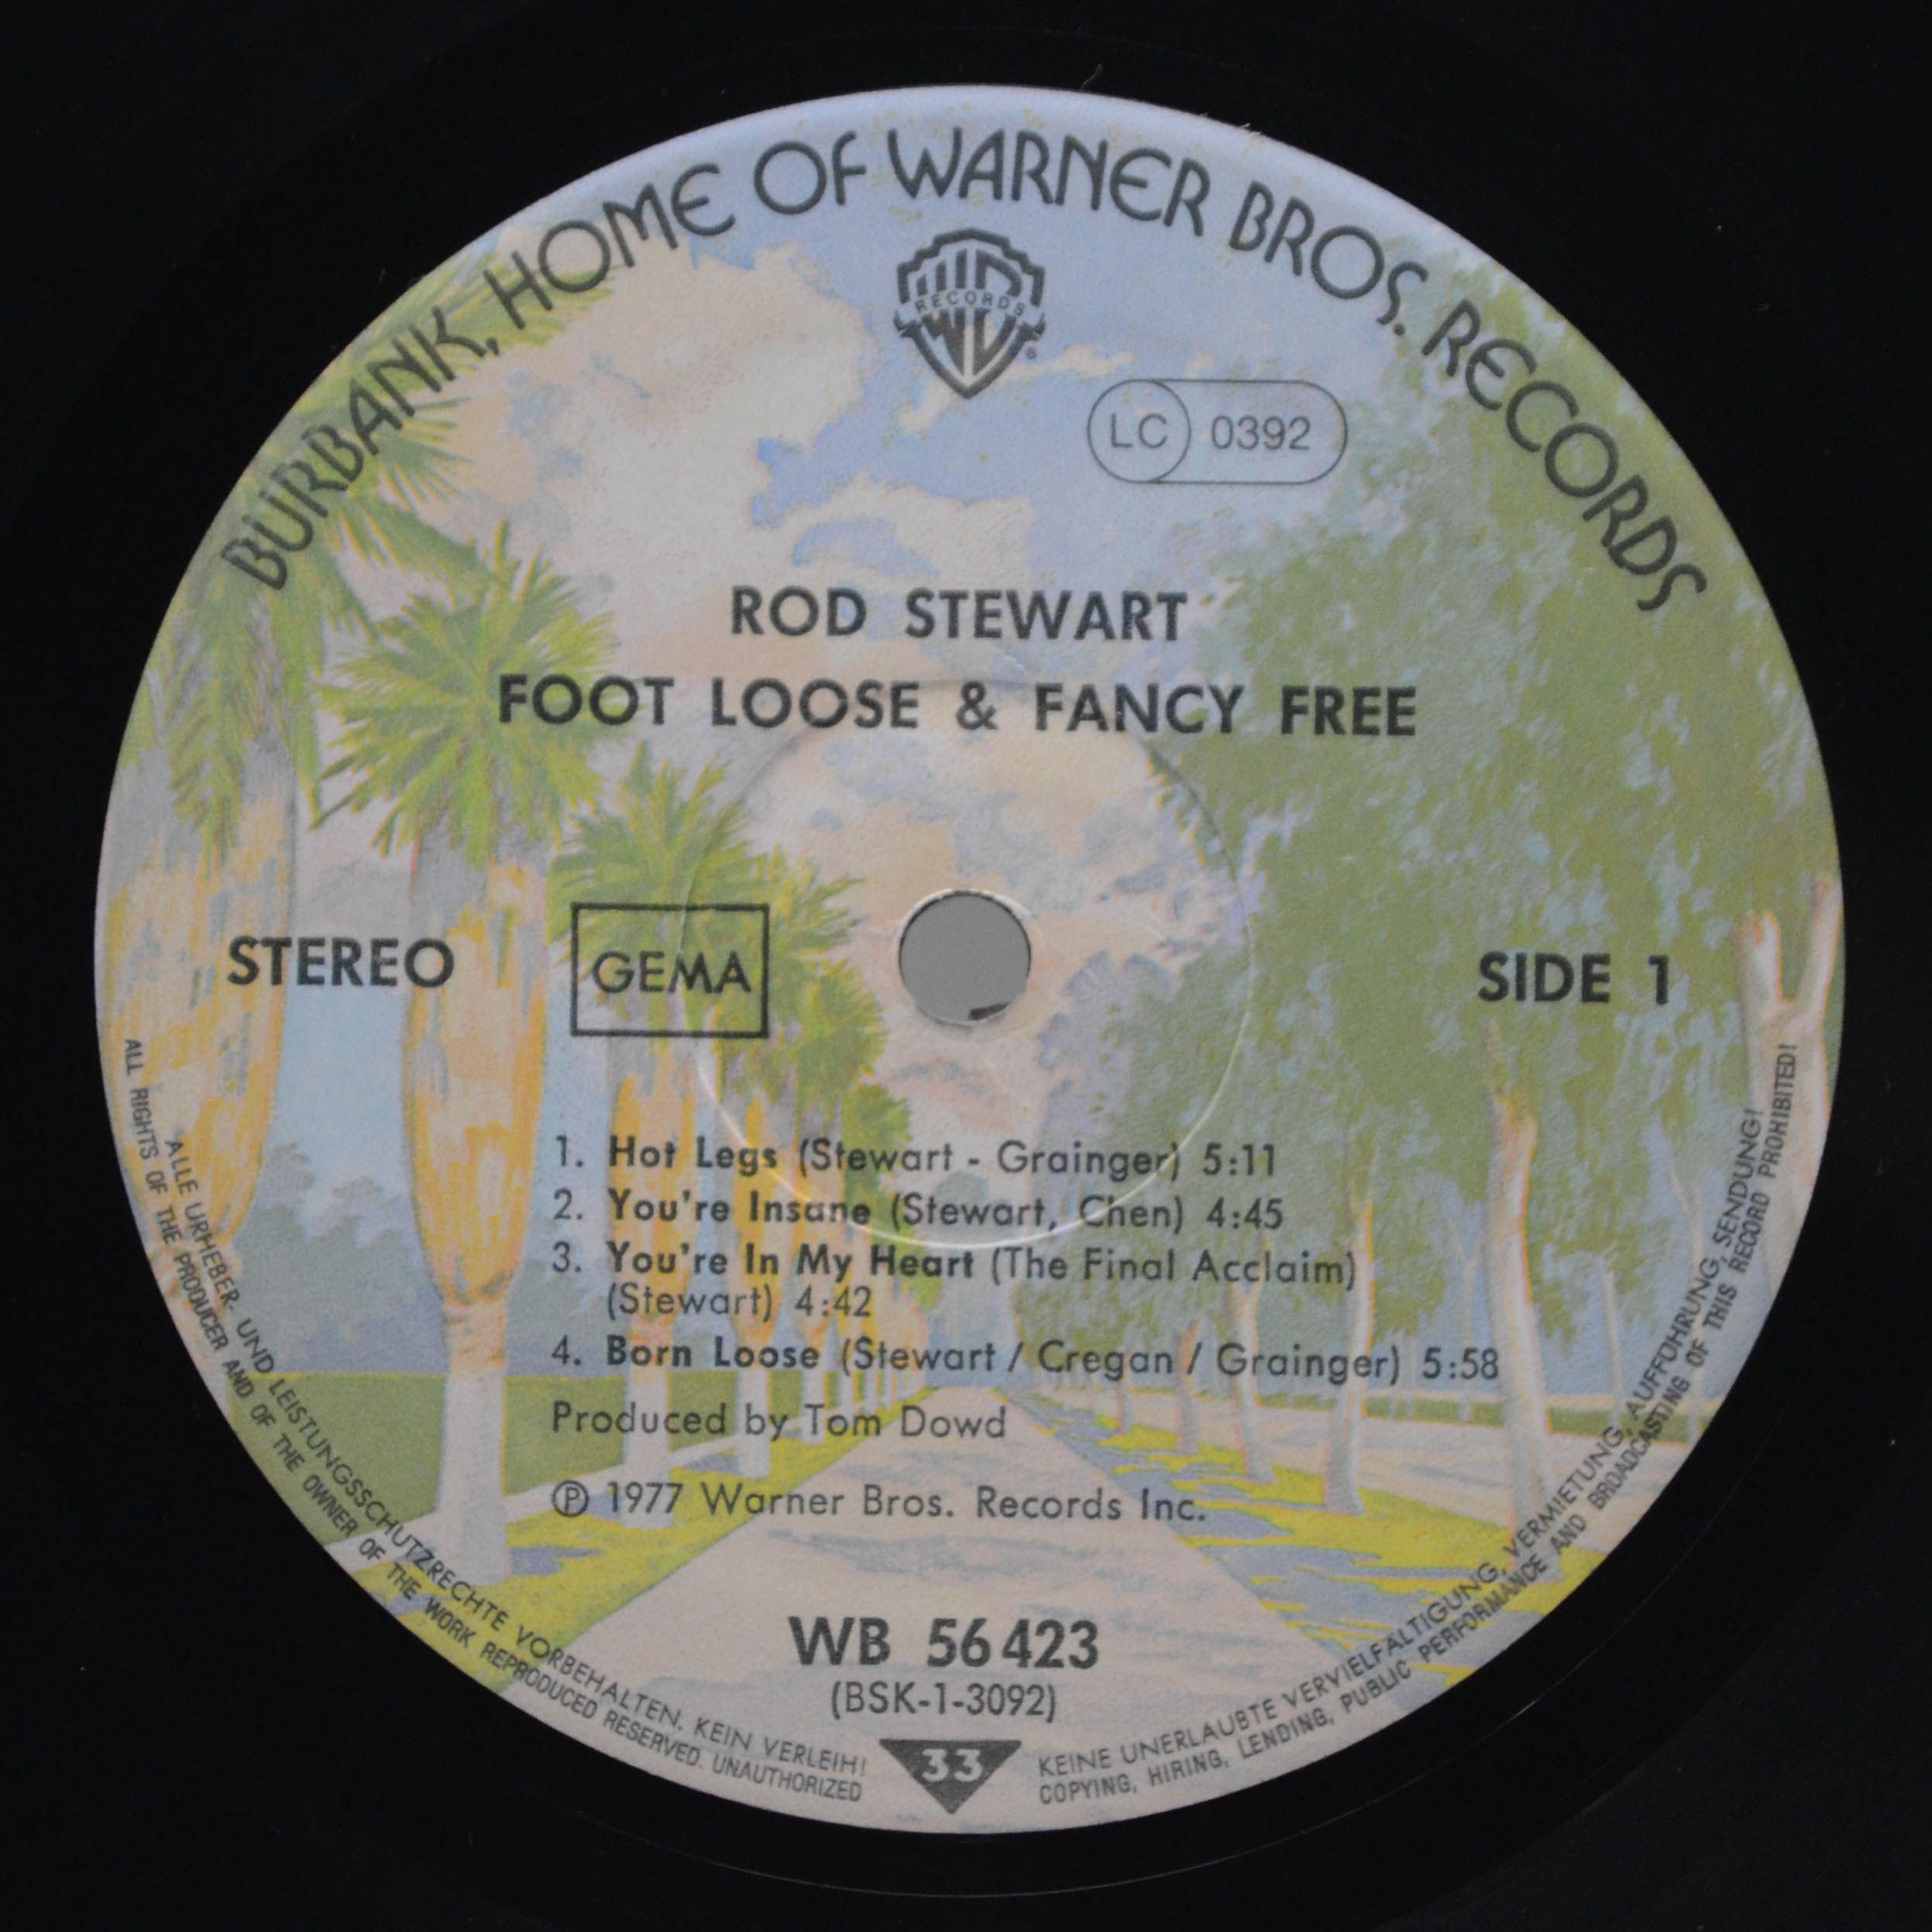 BURBANK, HOME OF WARNER BROS. RECORDS
RECORDS
®
LC 0392
ROD STEWART
FOOT LOOSE & FANCY FREE
STEREO
GEMA
SIDE 1
1. Hot Legs (Stewart - Grainger) 5:11
2. You're Insane (Stewart, Chen) 4:45
3. You're In My Heart (The Final Acclaim)
(Stewart) 4:42
4. Born Loose (Stewart / Cregan / Grainger) 5:58
Produced by Tom Dowd
℗ 1977 Warner Bros. Records Inc.
WB 56 423
(BSK-1-3092)
33
ALLE URHEBER- UND LEISTUNGSSCHUTZRECHTE VORBEHALTEN. KEIN VERLEIH!
KEINE UNERLAUBTE VERVIELFÄLTIGUNG, VERMIETUNG, AUFFÜHRUNG, SENDUNG!
ALL RIGHTS OF THE PRODUCER AND OF THE OWNER OF THE WORK REPRODUCED RESERVED. UNAUTHORIZED
COPYING, HIRING, LENDING, PUBLIC PERFORMANCE AND BROADCASTING OF THIS RECORD PROHIBITED!